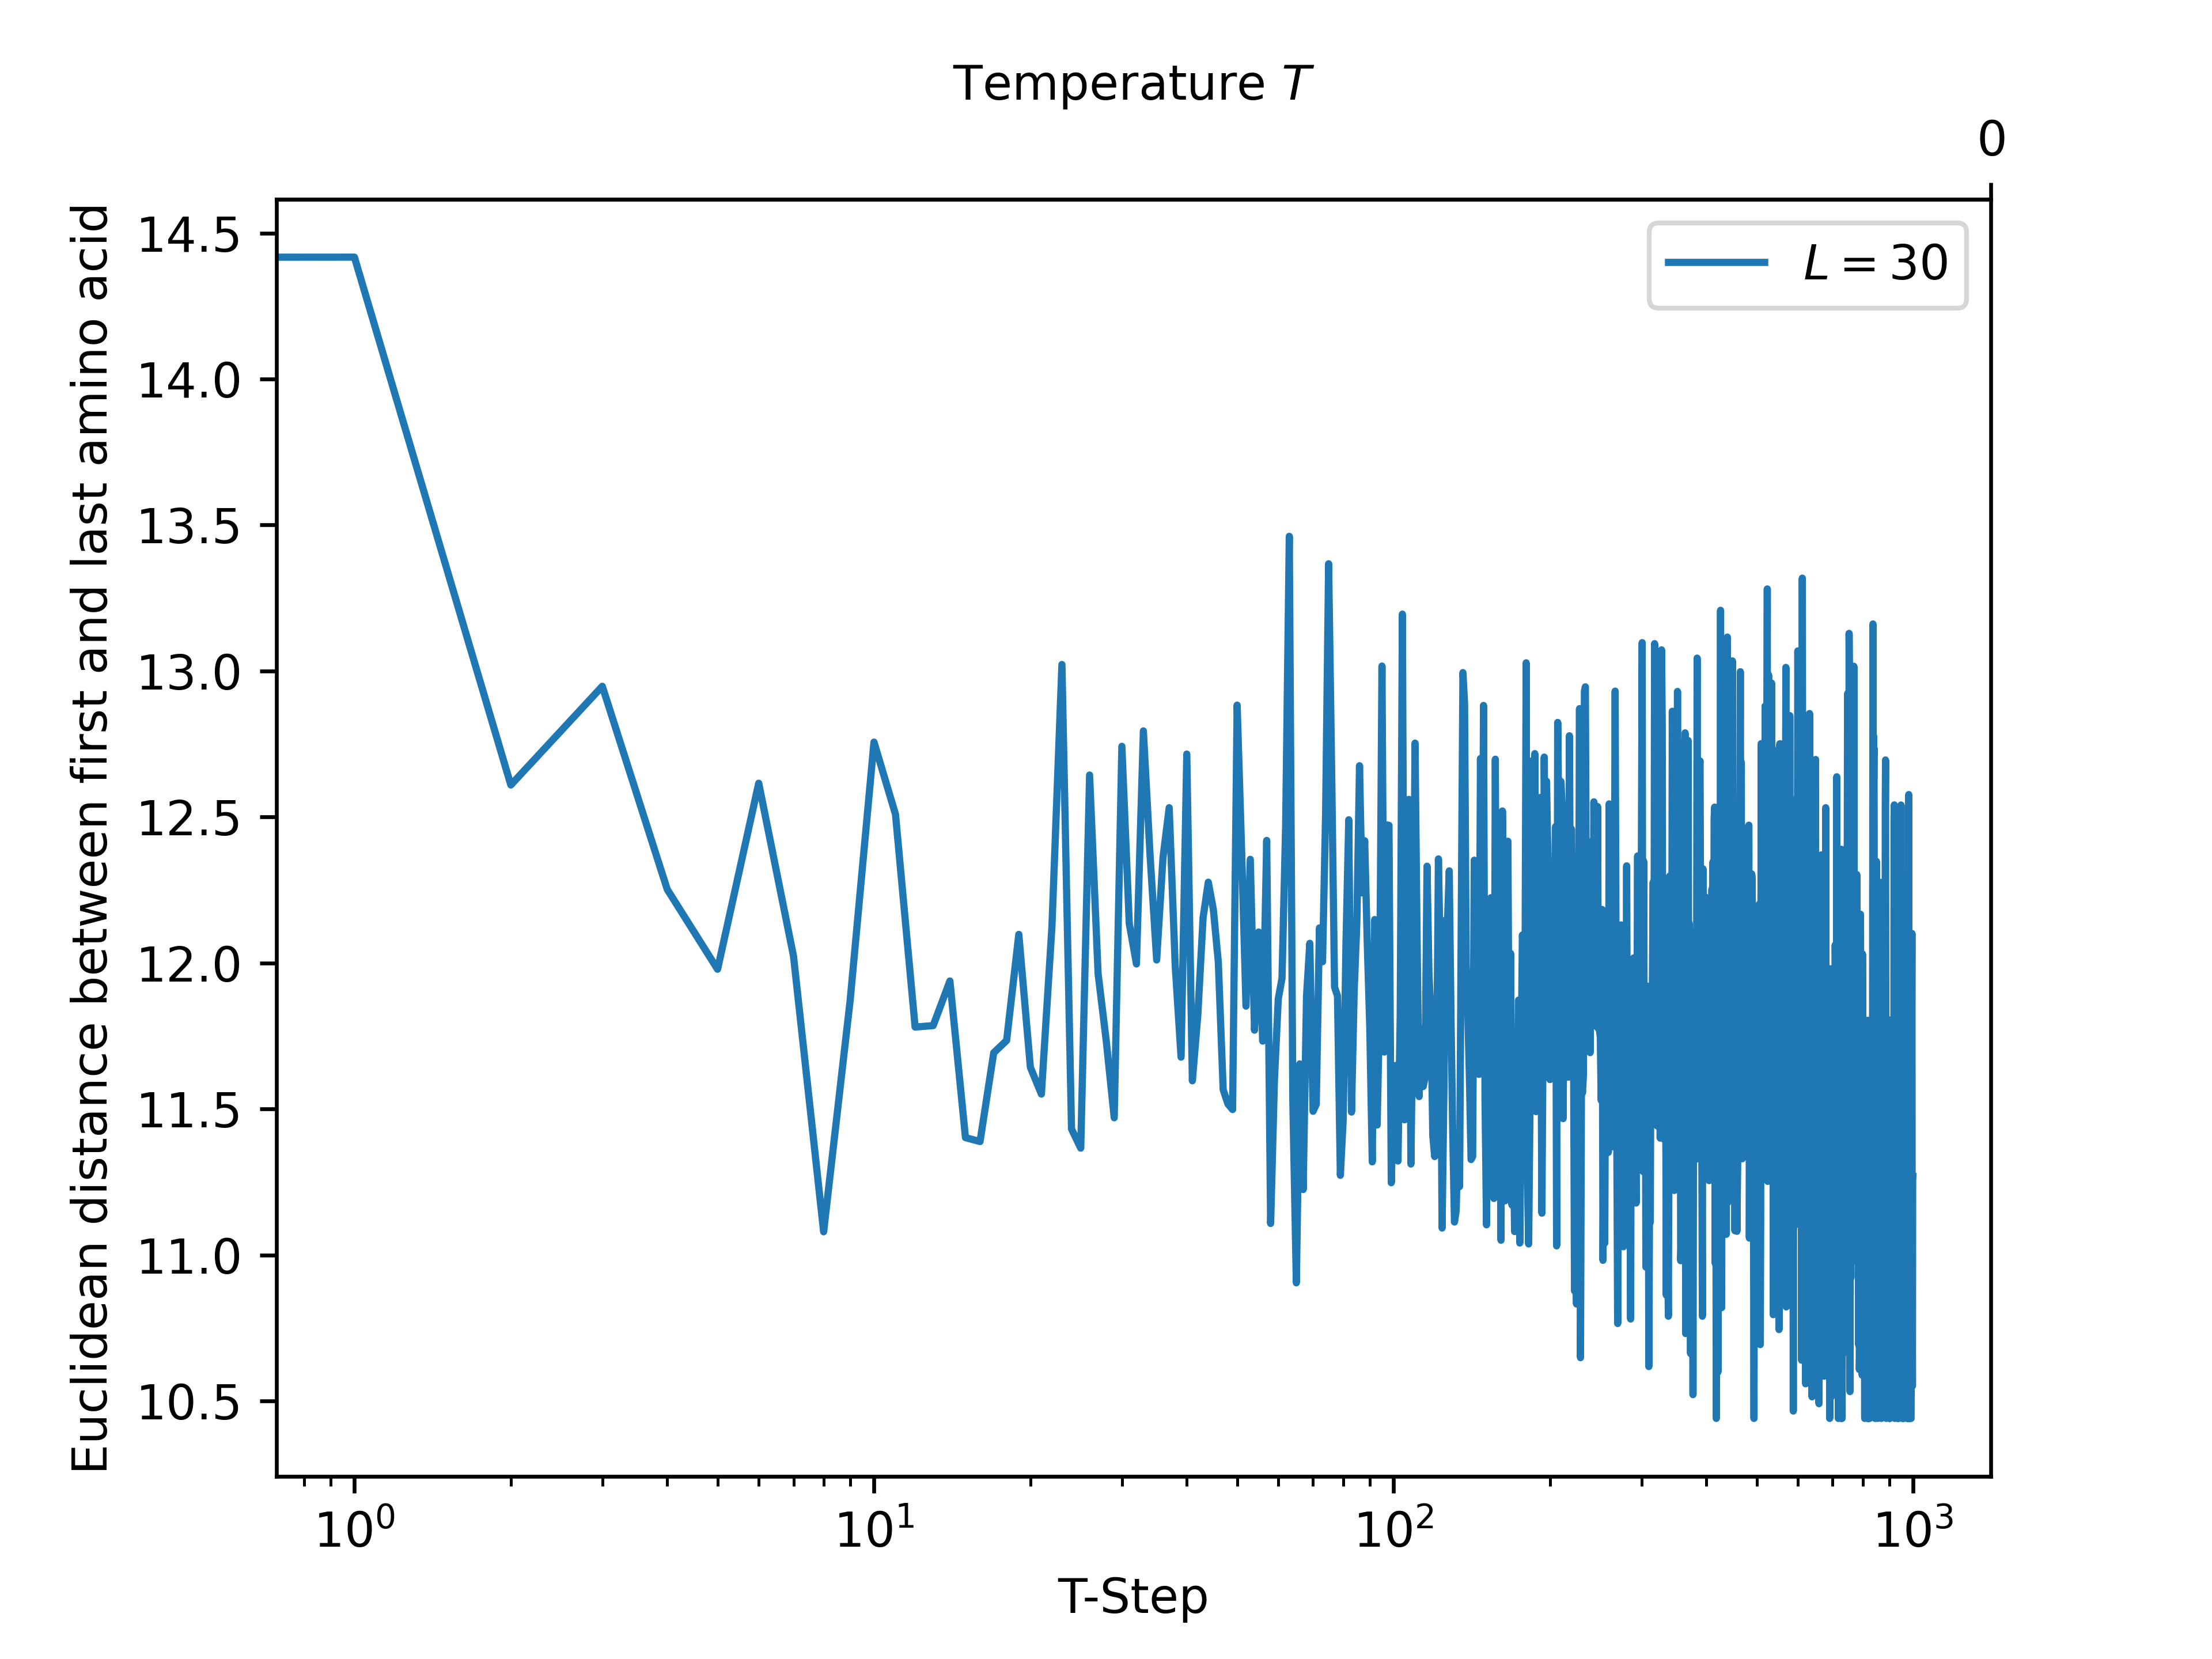 Temperature T
0
L = 30
Euclidean distance between first and last amino acid
14.5
14.0
13.5
13.0
12.5
12.0
11.5
11.0
10.5
10⁰ 10¹ 10² 10³
T-Step